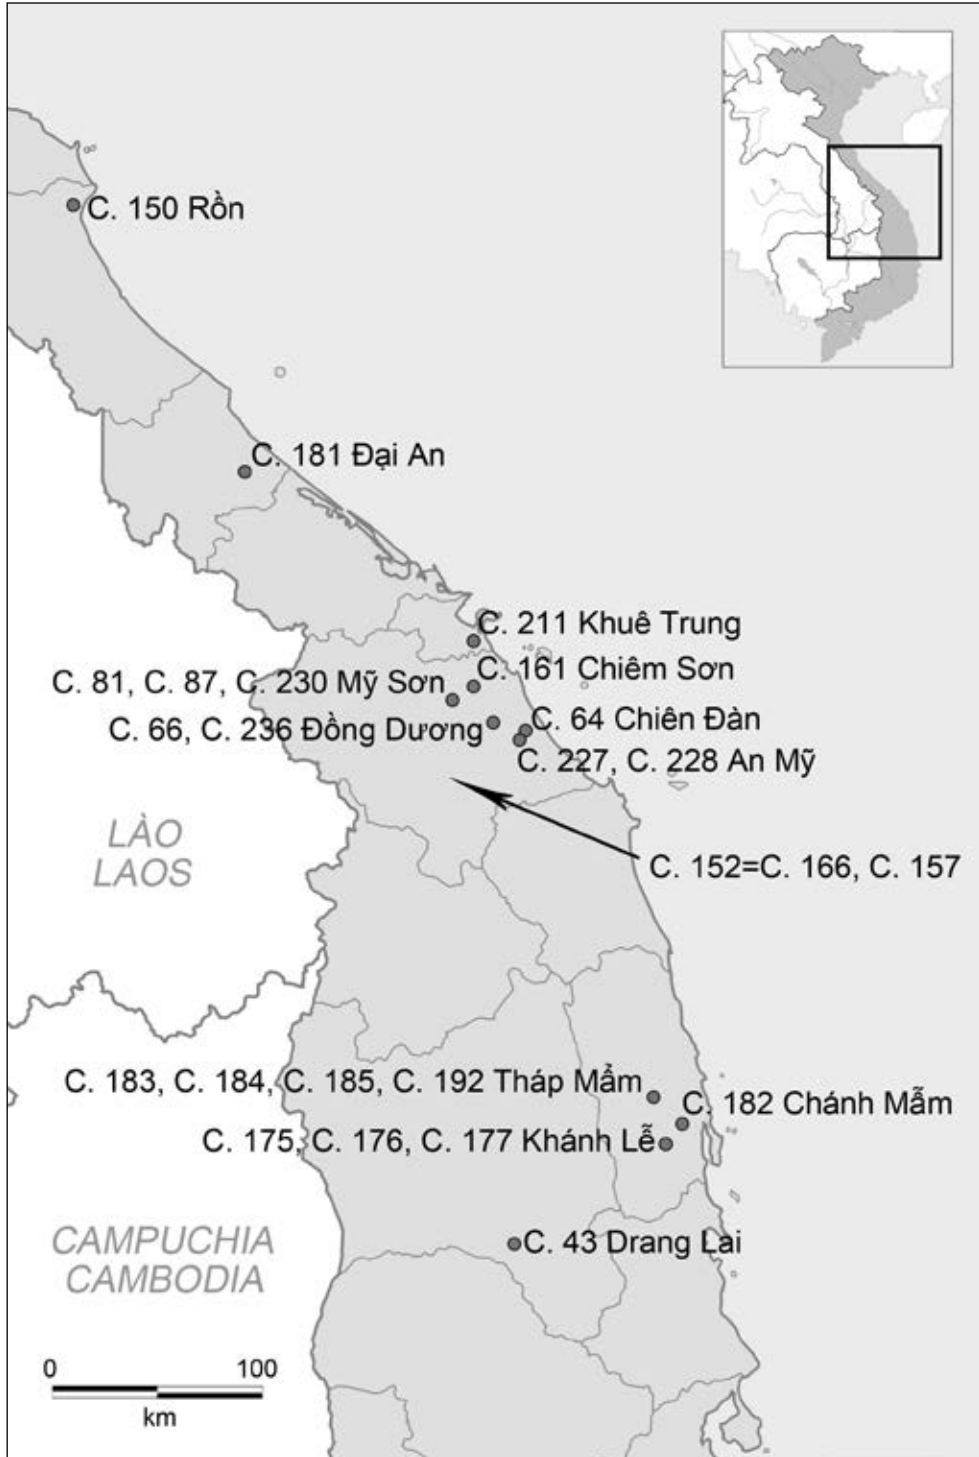 C. 150 Rồn
C. 181 Đại An
C. 211 Khuê Trung
C. 161 Chiêm Sơn
C. 81, C. 87, C. 230 Mỹ Sơn
C. 64 Chiên Đàn
C. 66, C. 236 Đồng Dương
C. 227, C. 228 An Mỹ
LÀO
LAOS
C. 152=C. 166, C. 157
C. 183, C. 184, C. 185, C. 192 Tháp Mẩm
C. 182 Chánh Mẫm
C. 175, C. 176, C. 177 Khánh Lễ
CAMPUCHIA
CAMBODIA
C. 43 Drang Lai
0 100
km